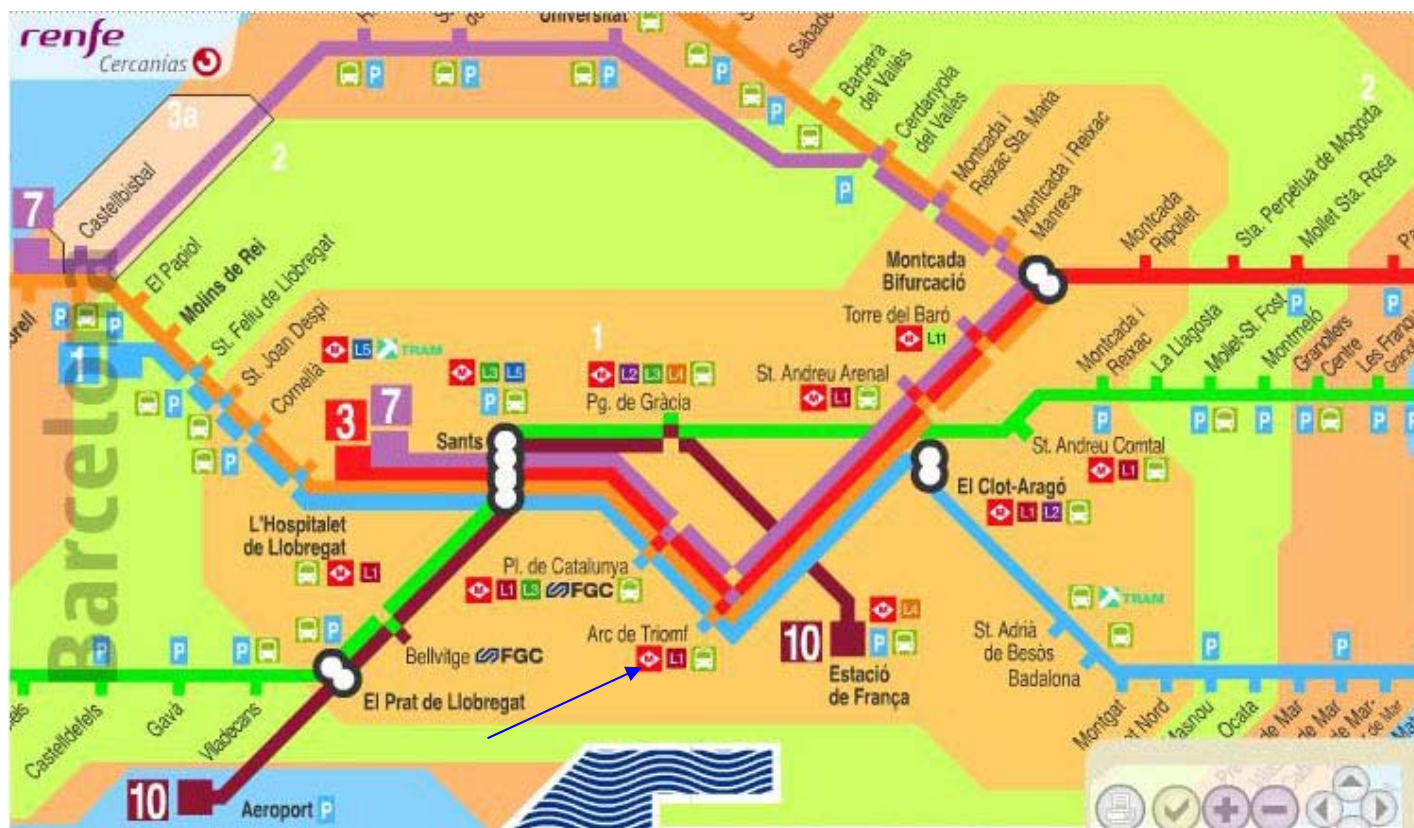 renfe
Cercanías
Universitat
3a
2
2
Castellbisbal
7
El Papiol
Molins de Rei
St. Feliu de Llobregat
St. Joan Despí
Cornellà
Barcelona
1
P
Barberà
del Vallès
Cerdanyola
del Vallès
Montcada i
Reixac Sta. Maria
Montcada i Reixac
Manresa
Montcada
Bifurcació
Montcada
Ripollet
Sta. Perpètua de Mogoda
Mollet Sta. Rosa
Torre del Baró
M L11
M L5 TRAM
M L3 L5
P
1
M L2 L3 L4
Pg. de Gràcia
St. Andreu Arenal
M L1
Montcada i
Reixac
La Llagosta
Mollet-St. Fost
Montmeló
Granollers
Centre
3
7
Sants
St. Andreu Comtal
M L1
El Clot-Aragó
M L1 L2
L'Hospitalet
de Llobregat
M L1
Pl. de Catalunya
M L1 L3 FGC
Arc de Triomf
M L1
10
M L4
P
Estació
de França
TRAM
St. Adrià
de Besòs
Badalona
Bellvitge FGC
El Prat de Llobregat
Castelldefels
Gavà
Viladecans
10
Aeroport P
Montgat
Ocata